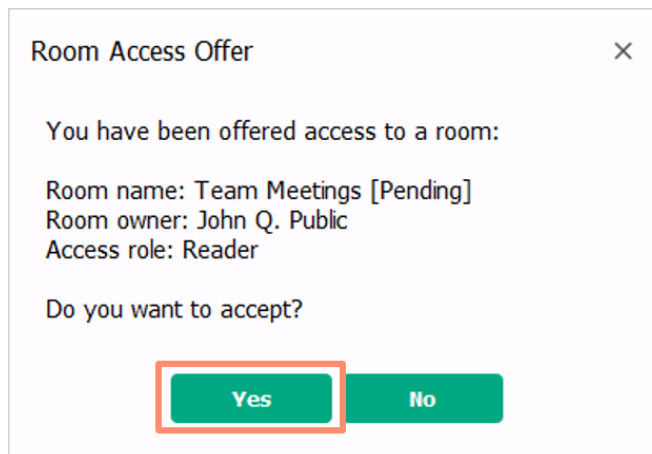 Room Access Offer
You have been offered access to a room:
Room name: Team Meetings [Pending]
Room owner: John Q. Public
Access role: Reader
Do you want to accept?
Yes No